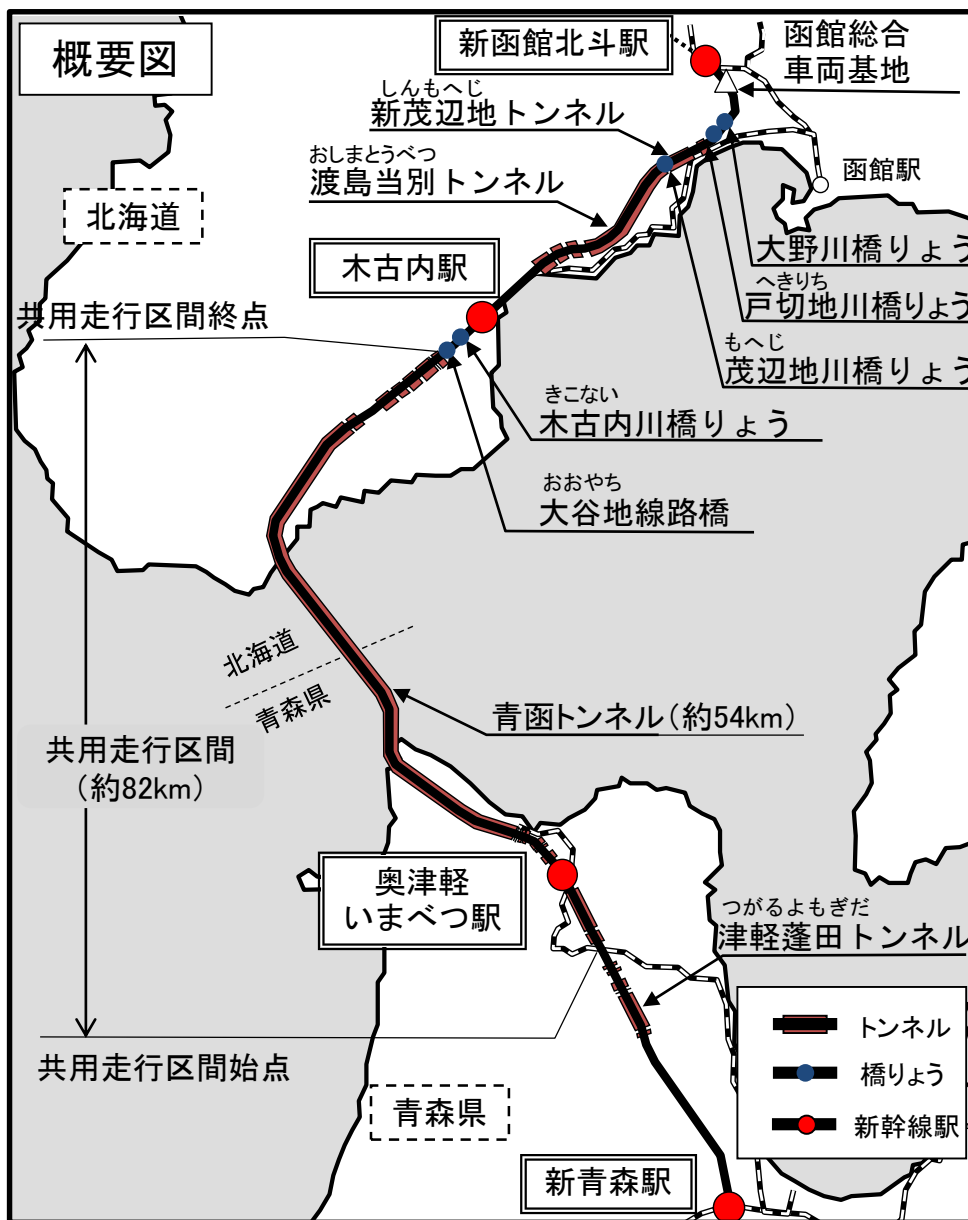 概要図
新函館北斗駅
函館総合
車両基地
しんもへじ
新茂辺地トンネル
おしまとうべつ
渡島当別トンネル
函館駅
北海道
木古内駅
大野川橋りょう
へきりち
戸切地川橋りょう
もへじ
茂辺地川橋りょう
共用走行区間終点
きこない
木古内川橋りょう
おおやち
大谷地線路橋
北海道
青森県
青函トンネル(約54km)
共用走行区間
(約82km)
奥津軽
いまべつ駅
つがるよもぎだ
津軽蓬田トンネル
共用走行区間始点
青森県
新青森駅
トンネル
橋りょう
新幹線駅